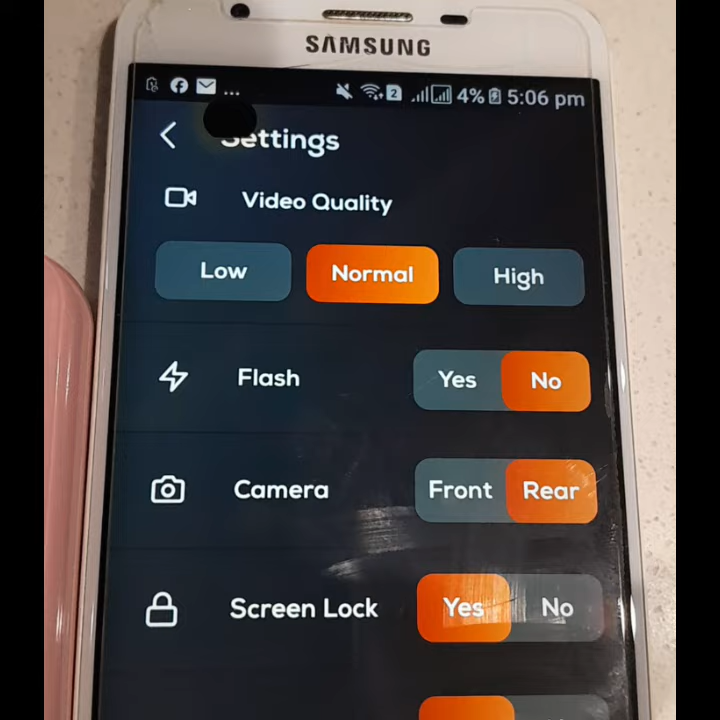 SAMSUNG
... 2 4% 5:06 pm
Settings
Video Quality
Low Normal High
Flash Yes No
Camera Front Rear
Screen Lock Yes No